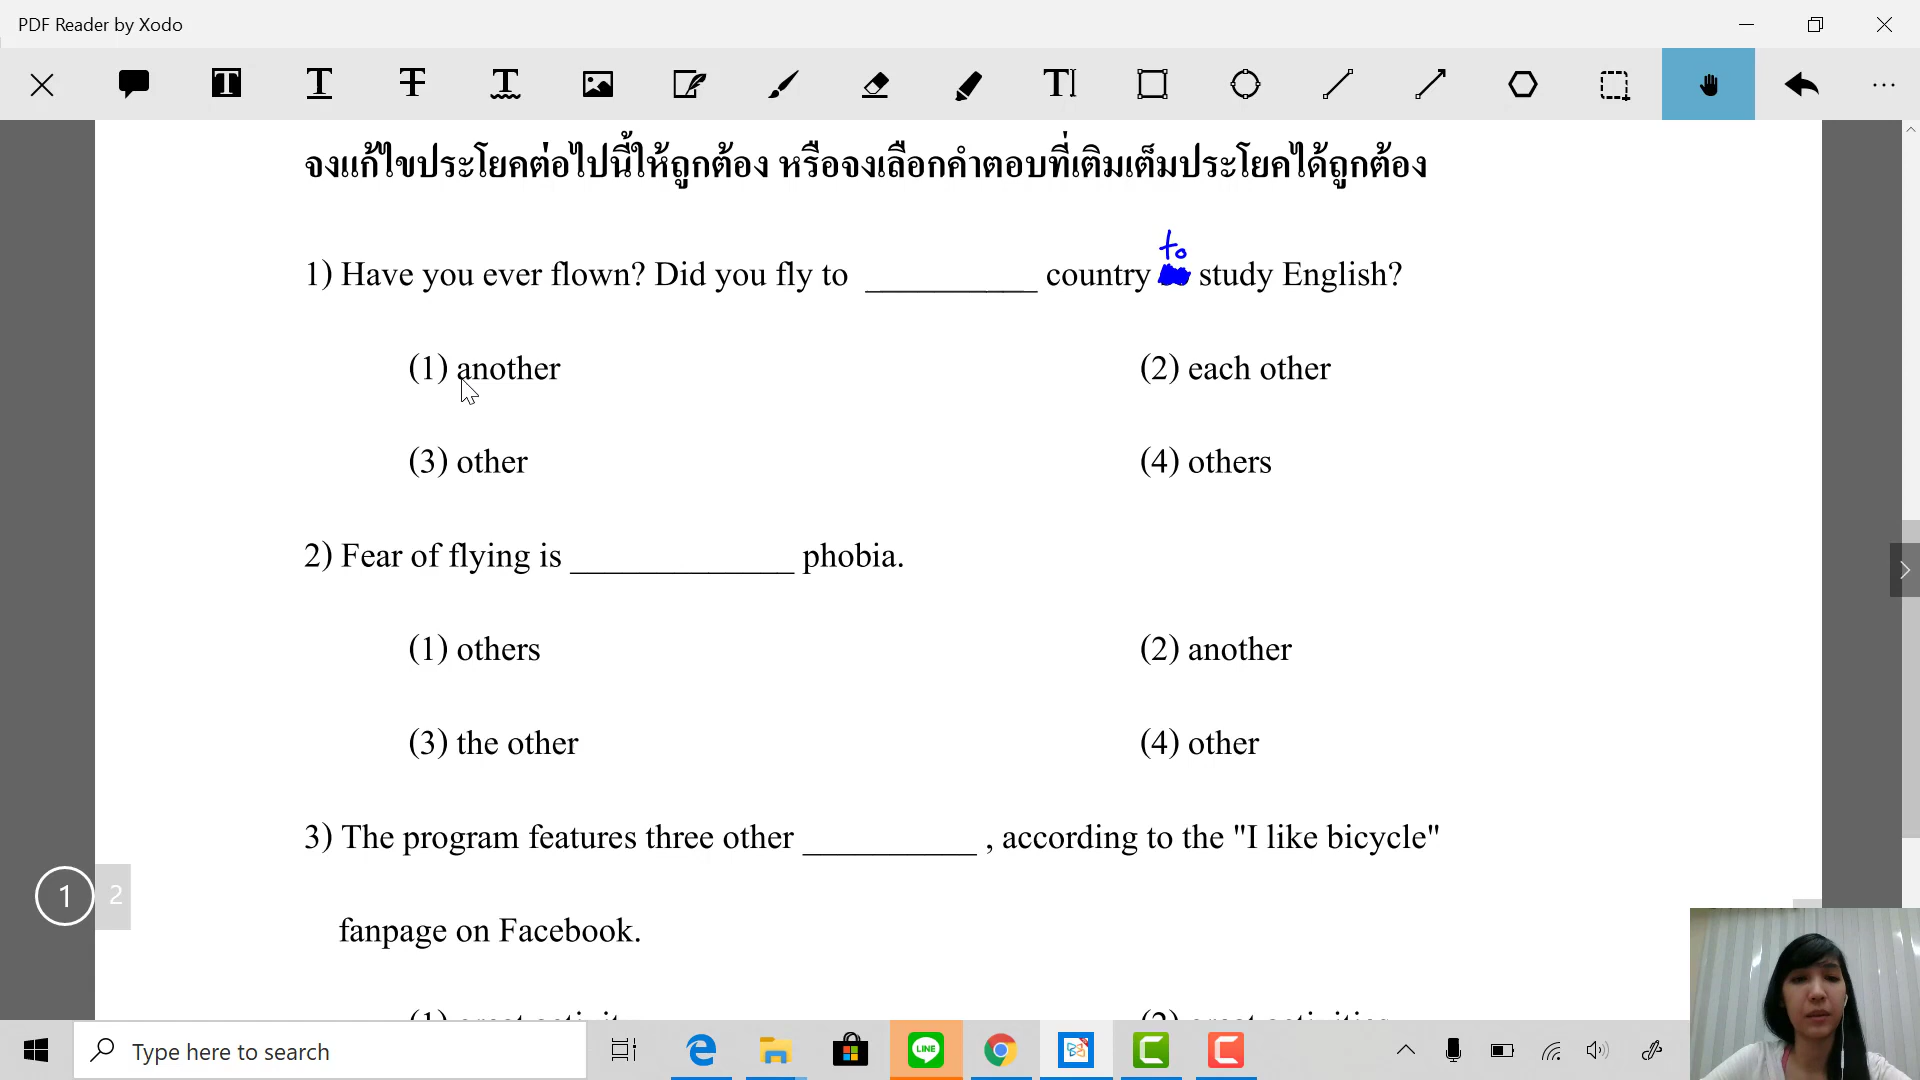 PDF Reader by Xodo
จงแก้ไขประโยคต่อไปนี้ให้ถูกต้อง หรือจงเลือกคำตอบที่เติมเต็มประโยคได้ถูกต้อง
to
1) Have you ever flown? Did you fly to __________ country study English?
(1) another (2) each other
(3) other (4) others
2) Fear of flying is _____________ phobia.
(1) others (2) another
(3) the other (4) other
3) The program features three other __________ , according to the "I like bicycle"
fanpage on Facebook.
1 2
Type here to search
LINE